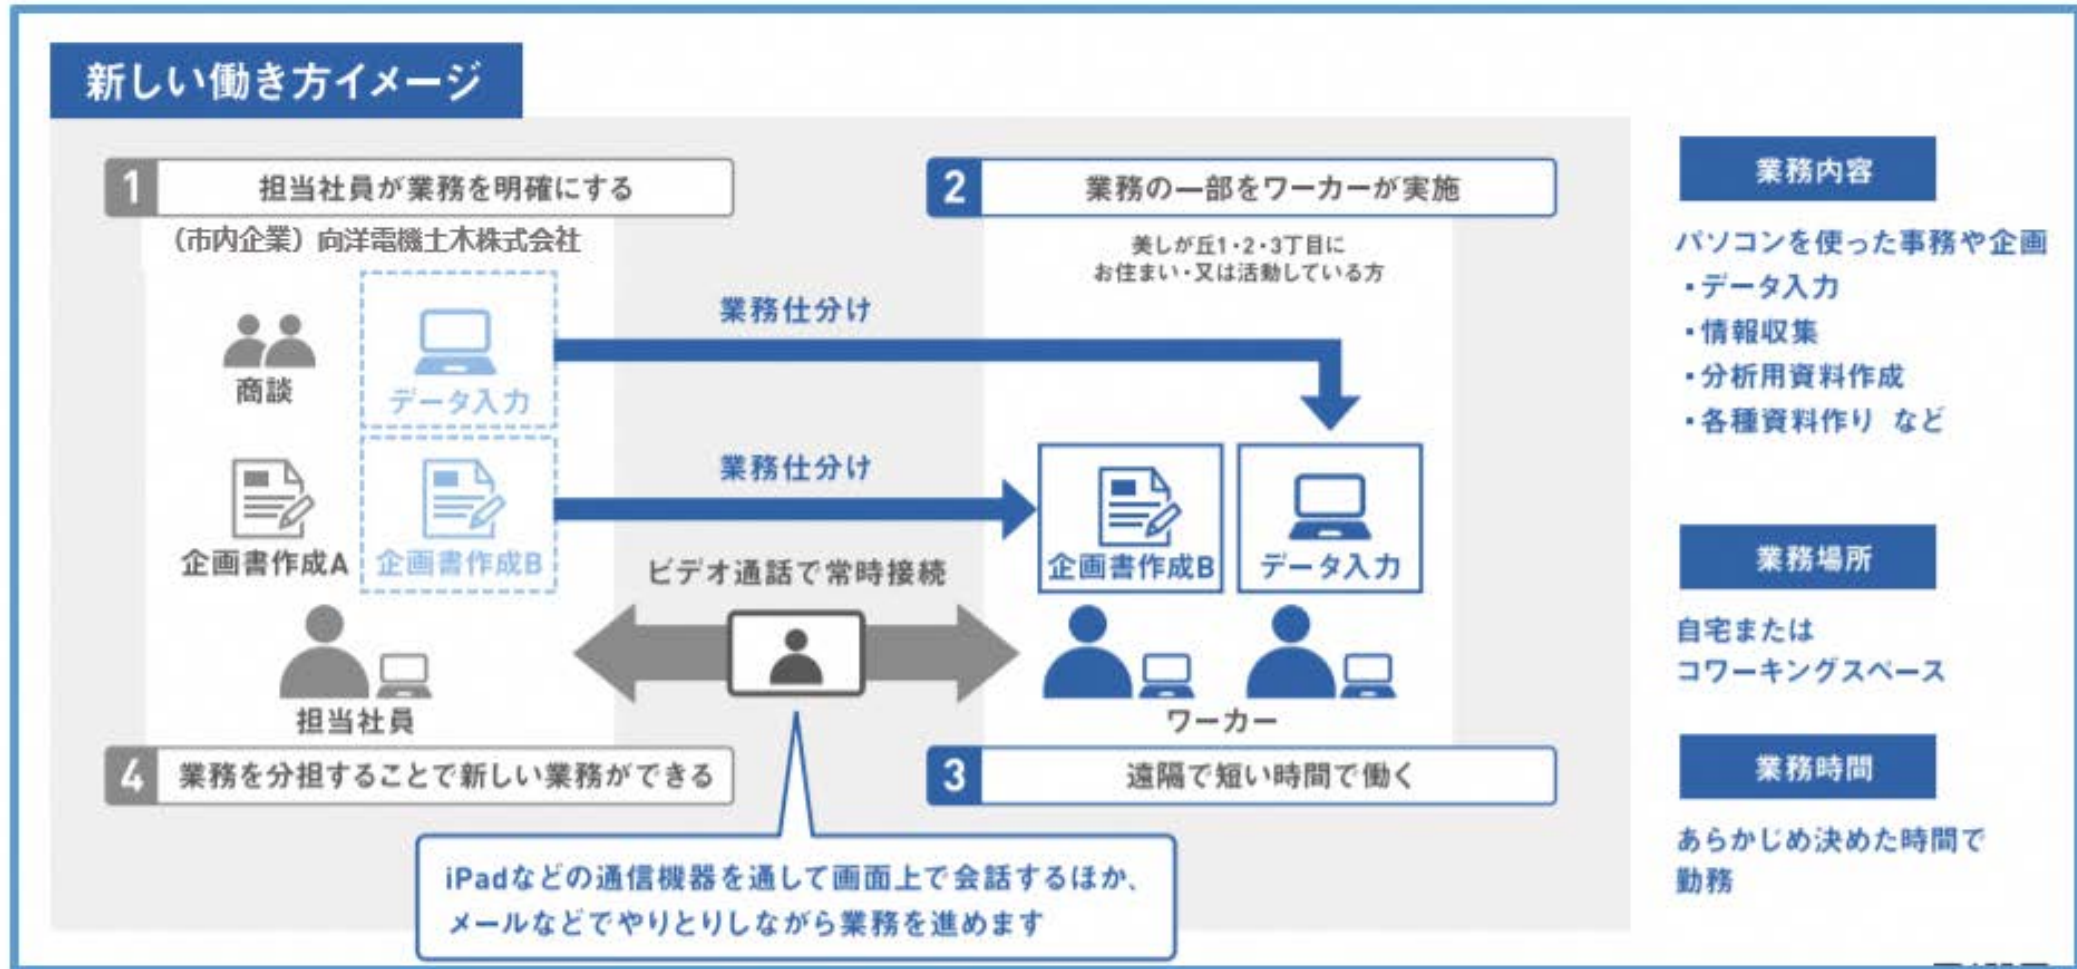 新しい働き方イメージ
1 担当社員が業務を明確にする
（市内企業）向洋電機土木株式会社
商談
データ入力
企画書作成A
企画書作成B
担当社員
4 業務を分担することで新しい業務ができる
業務仕分け
業務仕分け
ビデオ通話で常時接続
2 業務の一部をワーカーが実施
美しが丘1・2・3丁目に
お住まい・又は活動している方
企画書作成B
データ入力
ワーカー
3 遠隔で短い時間で働く
iPadなどの通信機器を通して画面上で会話するほか、
メールなどでやりとりしながら業務を進めます
業務内容
パソコンを使った事務や企画
・データ入力
・情報収集
・分析用資料作成
・各種資料作り など
業務場所
自宅または
コワーキングスペース
業務時間
あらかじめ決めた時間で
勤務